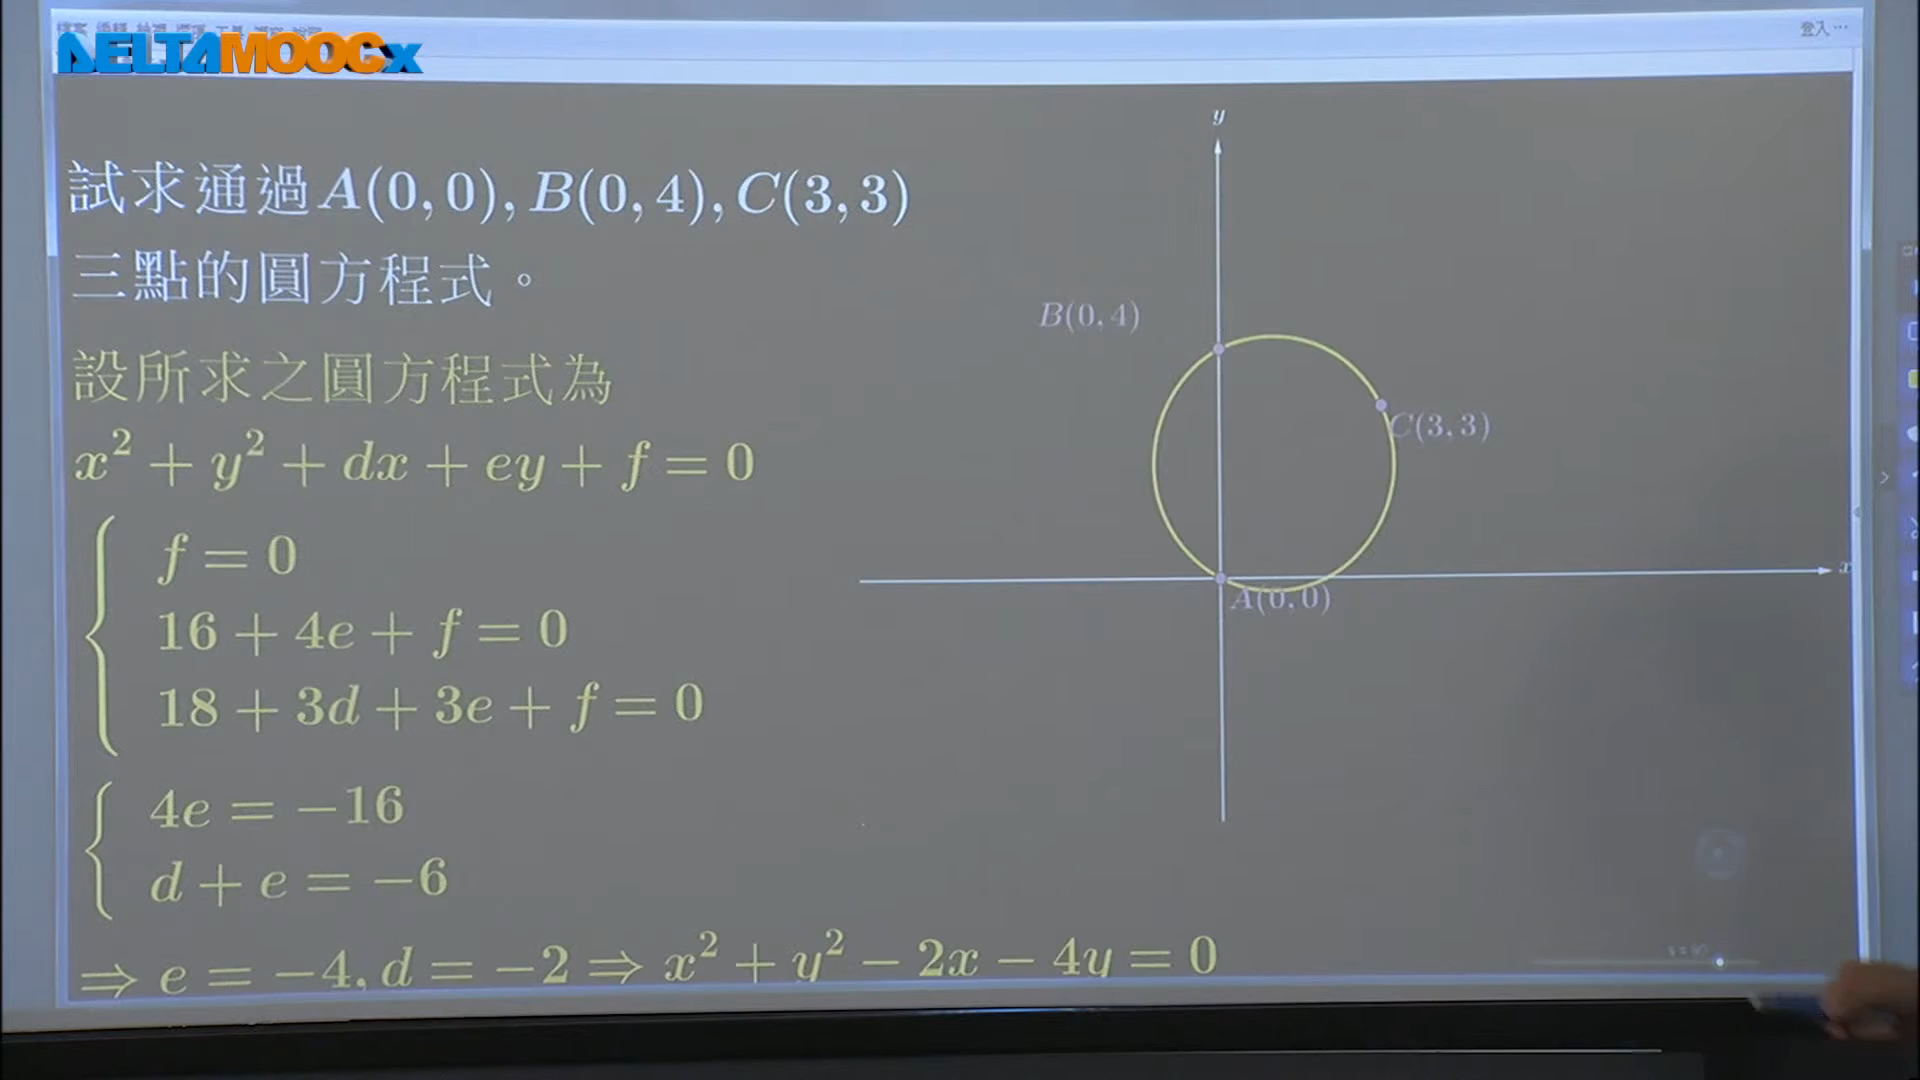 DELTAMOOCx
登入 ...
試求通過A(0, 0), B(0, 4), C(3, 3)
三點的圓方程式。
設所求之圓方程式為
x² + y² + dx + ey + f = 0
f = 0
16 + 4e + f = 0
18 + 3d + 3e + f = 0
4e = −16
d + e = −6
⇒ e = −4, d = −2 ⇒ x² + y² − 2x − 4y = 0
y
B(0, 4)
C(3, 3)
x
A(0, 0)